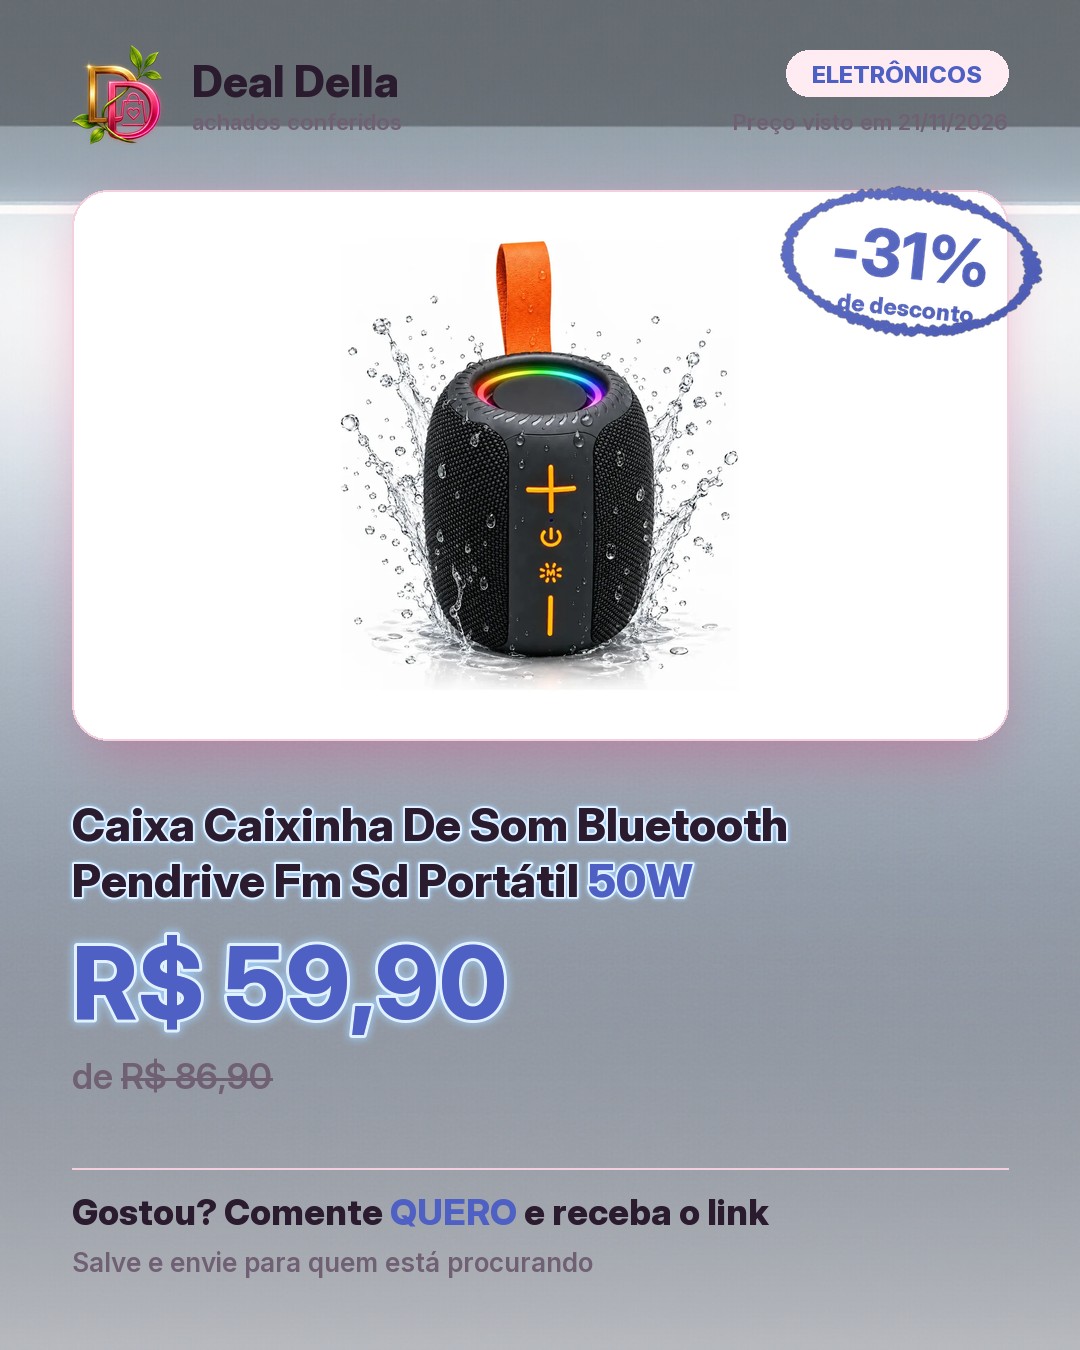 Deal Della
achados conferidos
ELETRÔNICOS
Preço visto em 21/11/2026
-31%
de desconto
M
Caixa Caixinha De Som Bluetooth
Pendrive Fm Sd Portátil 50W
R$ 59,90
de R$ 86,90
Gostou? Comente QUERO e receba o link
Salve e envie para quem está procurando